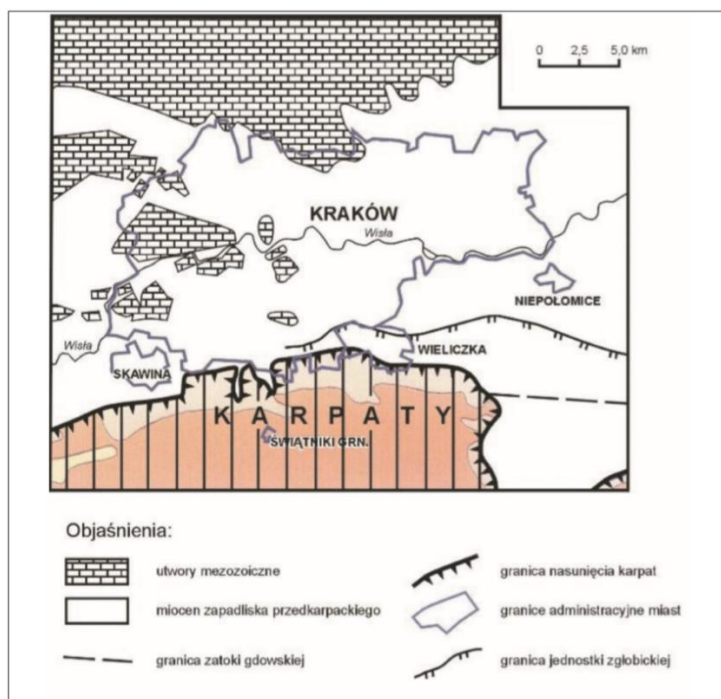 0 2,5 5,0 km
KRAKÓW
Wisła
NIEPOŁOMICE
Wisła
WIELICZKA
SKAWINA
KARPATY
ŚWIĄTNIKI GRN.
Objaśnienia:
utwory mezozoiczne
granica nasunięcia karpat
miocen zapadliska przedkarpackiego
granice administracyjne miast
granica zatoki gdowskiej
granica jednostki zgłobickiej